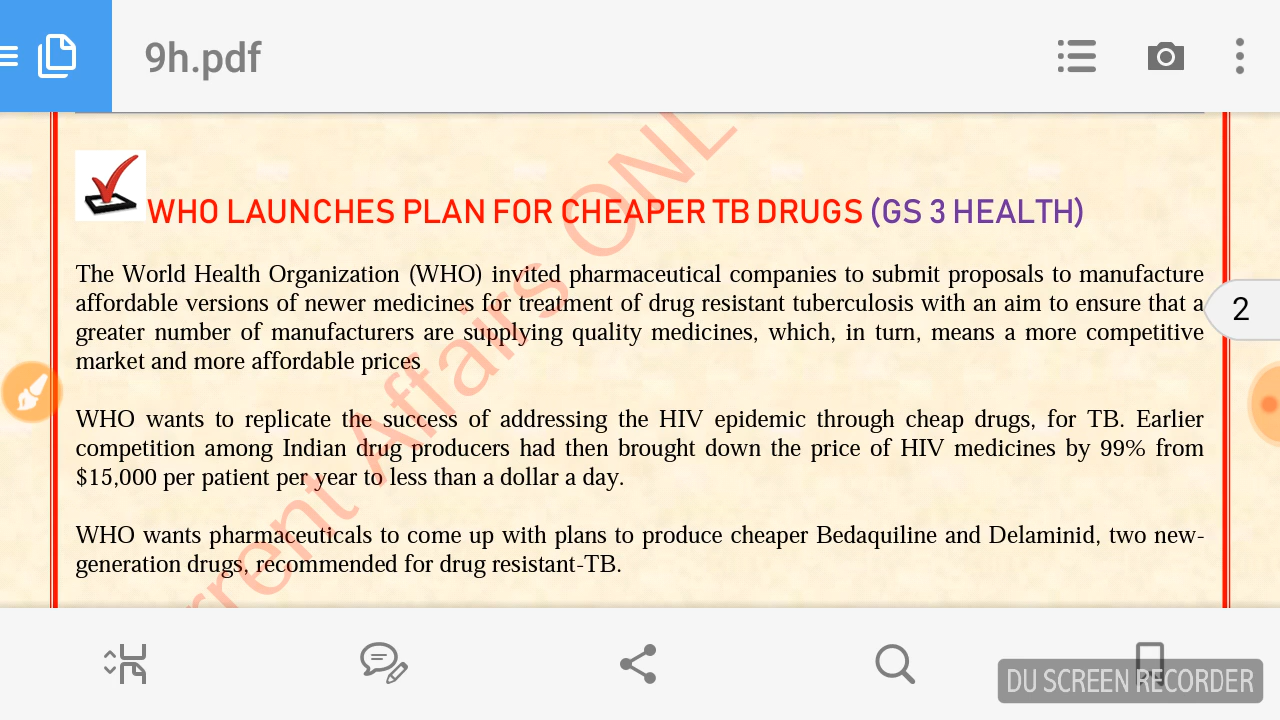 9h.pdf
WHO LAUNCHES PLAN FOR CHEAPER TB DRUGS (GS 3 HEALTH)
The World Health Organization (WHO) invited pharmaceutical companies to submit proposals to manufacture
affordable versions of newer medicines for treatment of drug resistant tuberculosis with an aim to ensure that a
greater number of manufacturers are supplying quality medicines, which, in turn, means a more competitive
market and more affordable prices
2
WHO wants to replicate the success of addressing the HIV epidemic through cheap drugs, for TB. Earlier
competition among Indian drug producers had then brought down the price of HIV medicines by 99% from
$15,000 per patient per year to less than a dollar a day.
WHO wants pharmaceuticals to come up with plans to produce cheaper Bedaquiline and Delaminid, two new-
generation drugs, recommended for drug resistant-TB.
rrent Affairs ONL
DU SCREEN RECORDER